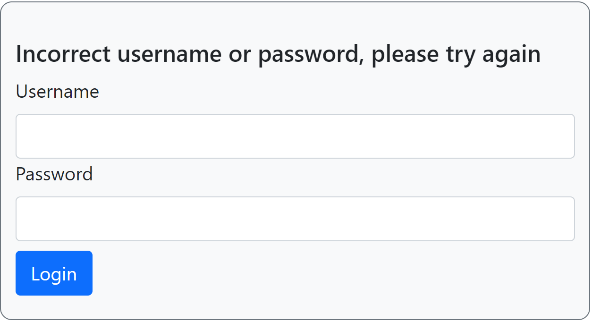 Incorrect username or password, please try again
Username
Password
Login